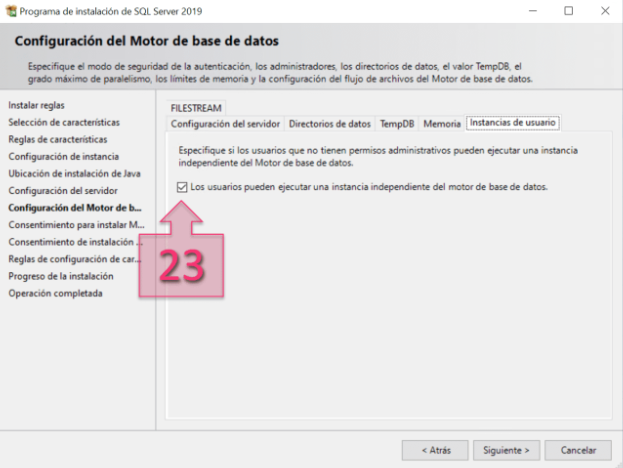 Programa de instalación de SQL Server 2019
Configuración del Motor de base de datos
Especifique el modo de seguridad de la autenticación, los administradores, los directorios de datos, el valor TempDB, el
grado máximo de paralelismo, los límites de memoria y la configuración del flujo de archivos del Motor de base de datos.
Instalar reglas
Selección de características
Reglas de características
Configuración de instancia
Ubicación de instalación de Java
Configuración del servidor
Configuración del Motor de b...
Consentimiento para instalar M...
Consentimiento de instalación ...
Reglas de configuración de car...
Progreso de la instalación
Operación completada
FILESTREAM
Configuración del servidor Directorios de datos TempDB Memoria Instancias de usuario
Especifique si los usuarios que no tienen permisos administrativos pueden ejecutar una instancia
independiente del Motor de base de datos.
Los usuarios pueden ejecutar una instancia independiente del motor de base de datos.
23
< Atrás Siguiente > Cancelar